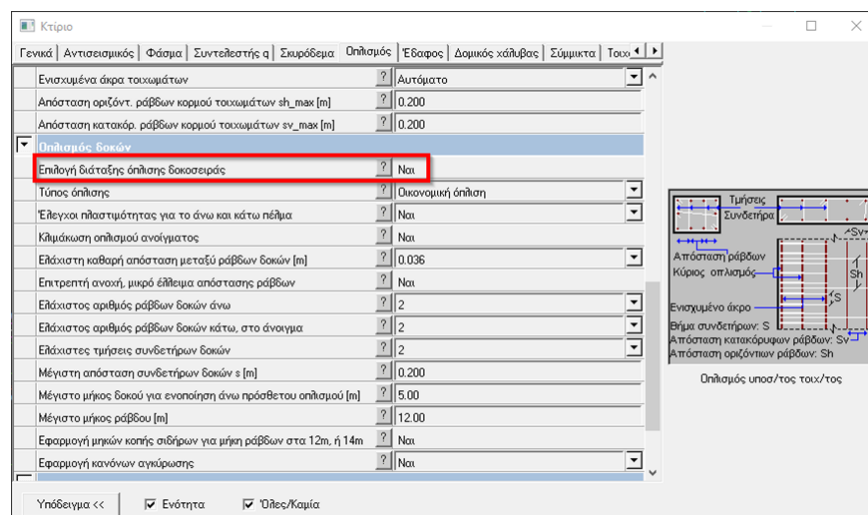 Κτίριο
Γενικά Αντισεισμικός Φάσμα Συντελεστής q Σκυρόδεμα Οπλισμός Έδαφος Δομικός χάλυβας Σύμμικτα
Ενισχυμένα άκρα τοιχωμάτων ? Αυτόματο
Απόσταση οριζόντ. ράβδων κορμού τοιχωμάτων sh_max [m] ? 0.200
Απόσταση κατακόρ. ράβδων κορμού τοιχωμάτων sv_max [m] ? 0.200
Οπλισμός δοκών
Επιλογή διάταξης όπλισης δοκοσειράς ? Ναι
Τύπος όπλισης ? Οικονομική όπλιση
Έλεγχοι πλαστιμότητας για το άνω και κάτω πέλμα ? Ναι
Κλιμάκωση οπλισμού ανοίγματος ? Ναι
Ελάχιστη καθαρή απόσταση μεταξύ ράβδων δοκών [m] ? 0.036
Επιτρεπτή ανοχή, μικρό έλλειμα απόστασης ράβδων ? Ναι
Ελάχιστος αριθμός ράβδων δοκών άνω ? 2
Ελάχιστος αριθμός ράβδων δοκών κάτω, στο άνοιγμα ? 2
Ελάχιστες τμήσεις συνδετήρων δοκών ? 2
Μέγιστη απόσταση συνδετήρων δοκών s [m] ? 0.200
Μέγιστο μήκος δοκού για ενοποίηση άνω πρόσθετου οπλισμού [m] ? 5.00
Μέγιστο μήκος ράβδου [m] ? 12.00
Εφαρμογή μηκών κοπής σιδήρων για μήκη ράβδων στα 12m, ή 14m ? Ναι
Εφαρμογή κανόνων αγκύρωσης ? Ναι
Υπόδειγμα << Ενότητα Όλες/Καμία
Τμήσεις
Συνδετήρα
Sv
Απόσταση ράβδων
Κύριος οπλισμός
Sh
S
Ενισχυμένο άκρο
Βήμα συνδετήρων: S
Απόσταση κατακόρυφων ράβδων: Sv
Απόσταση οριζόντιων ράβδων: Sh
Οπλισμός υποσ/τος τοιχ/τος